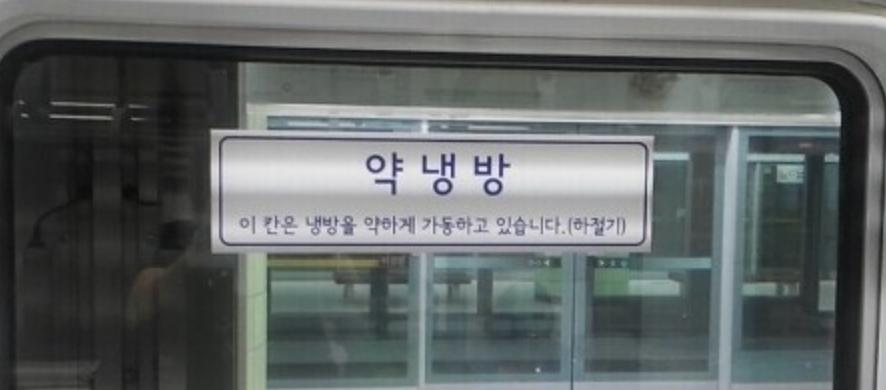 약 냉 방
이 칸은 냉방을 약하게 가동하고 있습니다.(하절기)